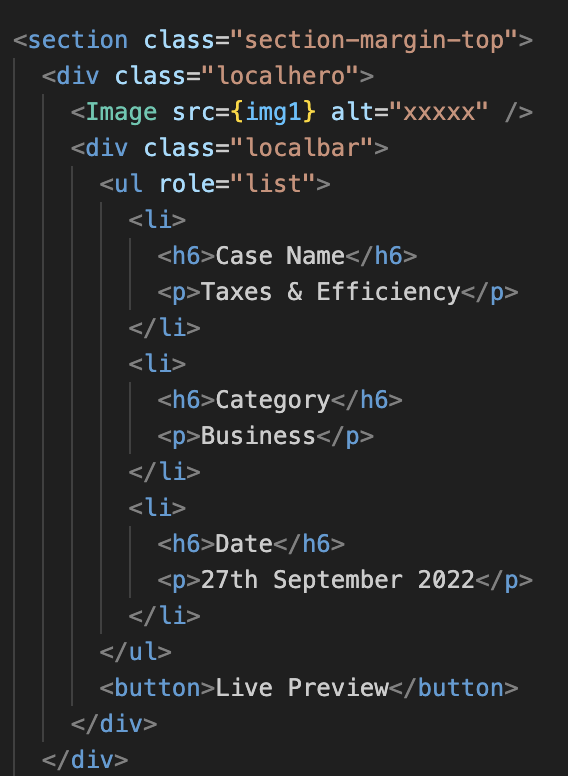 <section class="section-margin-top">
<div class="localhero">
<Image src={img1} alt="xxxxx" />
<div class="localbar">
<ul role="list">
<li>
<h6>Case Name</h6>
<p>Taxes & Efficiency</p>
</li>
<li>
<h6>Category</h6>
<p>Business</p>
</li>
<li>
<h6>Date</h6>
<p>27th September 2022</p>
</li>
</ul>
<button>Live Preview</button>
</div>
</div>